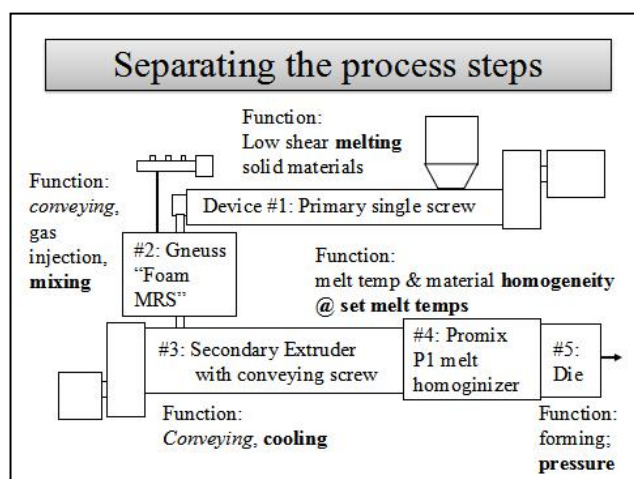 Separating the process steps
Function:
Low shear melting
solid materials
Function:
conveying,
gas
injection,
mixing
Device #1: Primary single screw
#2: Gneuss
“Foam
MRS”
Function:
melt temp & material homogeneity
@ set melt temps
#3: Secondary Extruder
with conveying screw
#4: Promix
P1 melt
homoginizer
#5:
Die
Function:
Conveying, cooling
Function:
forming;
pressure